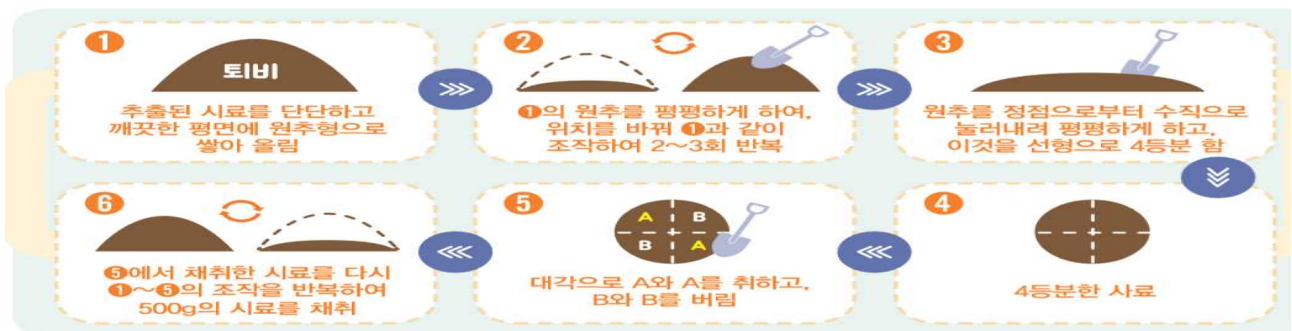 1
퇴비
추출된 시료를 단단하고
깨끗한 평면에 원추형으로
쌓아 올림
2
1의 원추를 평평하게 하여,
위치를 바꿔 1과 같이
조작하여 2~3회 반복
3
원추를 정점으로부터 수직으로
눌러내려 평평하게 하고,
이것을 선형으로 4등분 함
4
4등분한 사료
5
A B
B A
대각으로 A와 A를 취하고,
B와 B를 버림
6
5에서 채취한 시료를 다시
1~5의 조작을 반복하여
500g의 시료를 채취